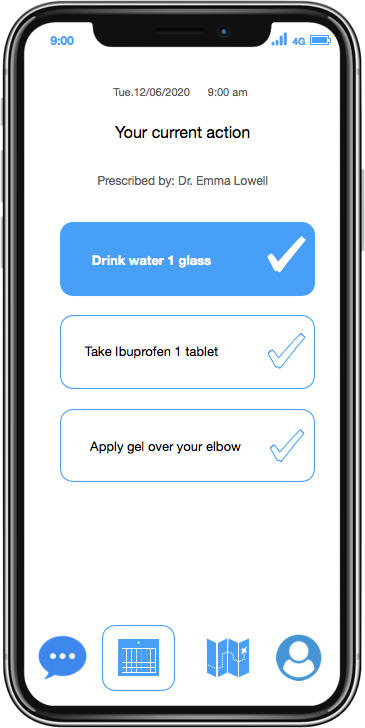 9:00 4G
Tue.12/06/2020 9:00 am
Your current action
Prescribed by: Dr. Emma Lowell
Drink water 1 glass
Take Ibuprofen 1 tablet
Apply gel over your elbow